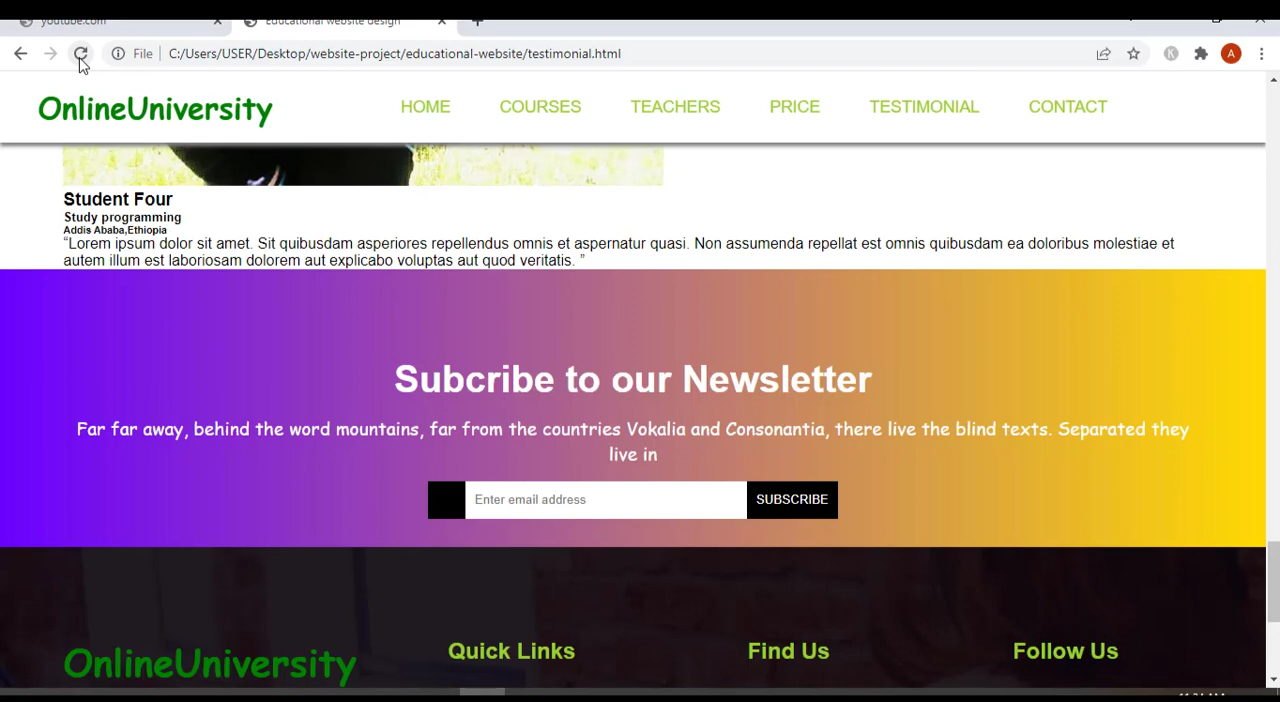 youtube.com
Educational website design
File
C:/Users/USER/Desktop/website-project/educational-website/testimonial.html
K
A
OnlineUniversity
HOME
COURSES
TEACHERS
PRICE
TESTIMONIAL
CONTACT
Student Four
Study programming
Addis Ababa,Ethiopia
“Lorem ipsum dolor sit amet. Sit quibusdam asperiores repellendus omnis et aspernatur quasi. Non assumenda repellat est omnis quibusdam ea doloribus molestiae et
autem illum est laboriosam dolorem aut explicabo voluptas aut quod veritatis. ”
Subcribe to our Newsletter
Far far away, behind the word mountains, far from the countries Vokalia and Consonantia, there live the blind texts. Separated they
live in
Enter email address
SUBSCRIBE
OnlineUniversity
Quick Links
Find Us
Follow Us